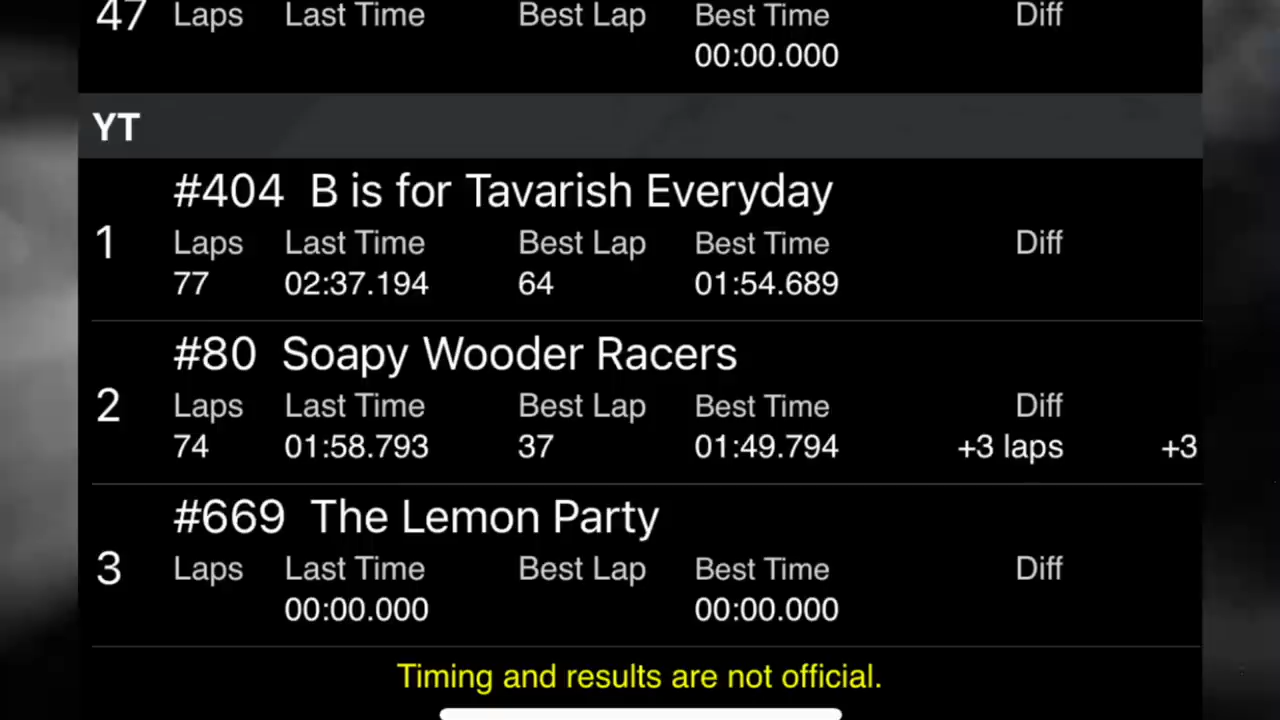 47 Laps Last Time Best Lap Best Time Diff
00:00.000
YT
#404 B is for Tavarish Everyday
1 Laps Last Time Best Lap Best Time Diff
77 02:37.194 64 01:54.689
#80 Soapy Wooder Racers
2 Laps Last Time Best Lap Best Time Diff
74 01:58.793 37 01:49.794 +3 laps +3
#669 The Lemon Party
3 Laps Last Time Best Lap Best Time Diff
00:00.000 00:00.000
Timing and results are not official.